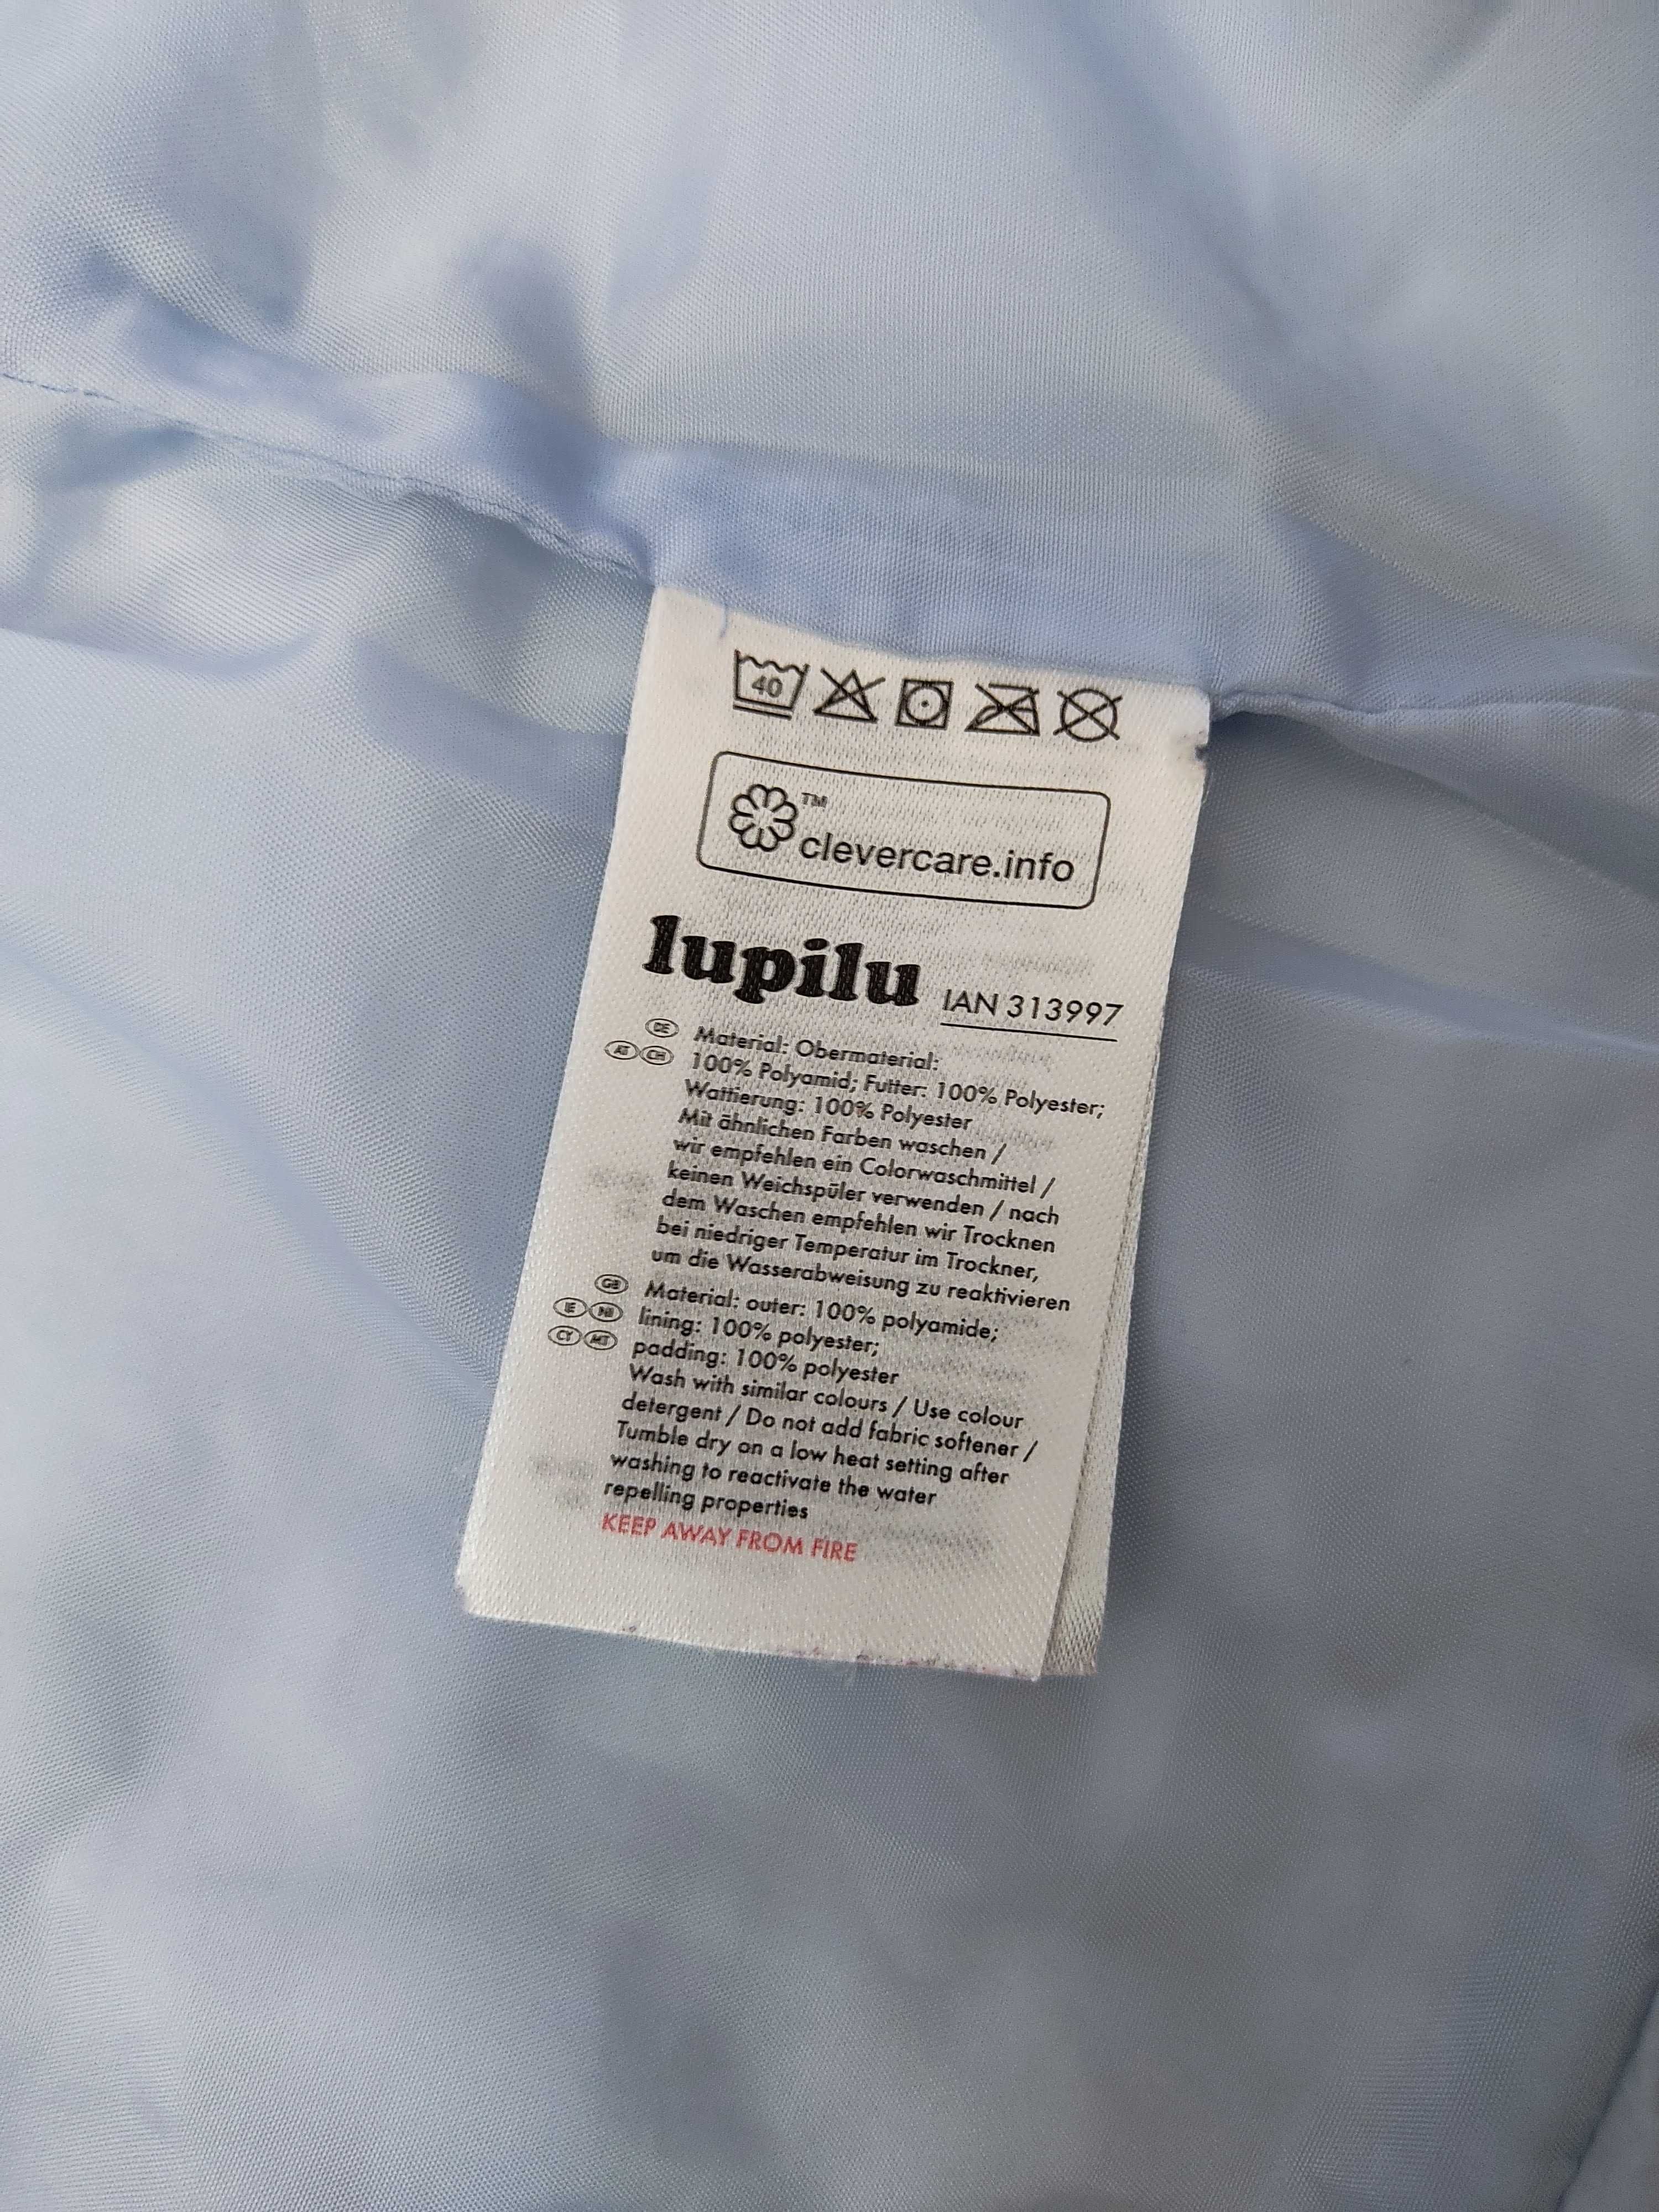 40
™
clevercare.info
lupilu IAN 313997
DE Material: Obermaterial:
AT CH 100% Polyamid; Futter: 100% Polyester;
Wattierung: 100% Polyester
Mit ähnlichen Farben waschen /
wir empfehlen ein Colorwaschmittel /
keinen Weichspüler verwenden / nach
dem Waschen empfehlen wir Trocknen
bei niedriger Temperatur im Trockner,
um die Wasserabweisung zu reaktivieren
GB Material: outer: 100% polyamide;
IE NI lining: 100% polyester;
CY MT padding: 100% polyester
Wash with similar colours / Use colour
detergent / Do not add fabric softener /
Tumble dry on a low heat setting after
washing to reactivate the water
repelling properties
KEEP AWAY FROM FIRE